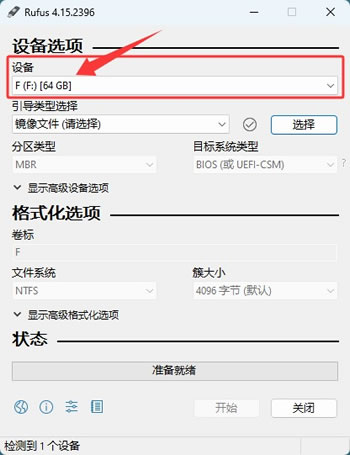 Rufus 4.15.2396
设备选项
设备
F (F:) [64 GB]
引导类型选择
镜像文件 (请选择)
选择
分区类型
目标系统类型
MBR
BIOS (或 UEFI-CSM)
?
显示高级设备选项
格式化选项
卷标
F
文件系统
簇大小
NTFS
4096 字节 (默认)
显示高级格式化选项
状态
准备就绪
开始
关闭
检测到 1 个设备